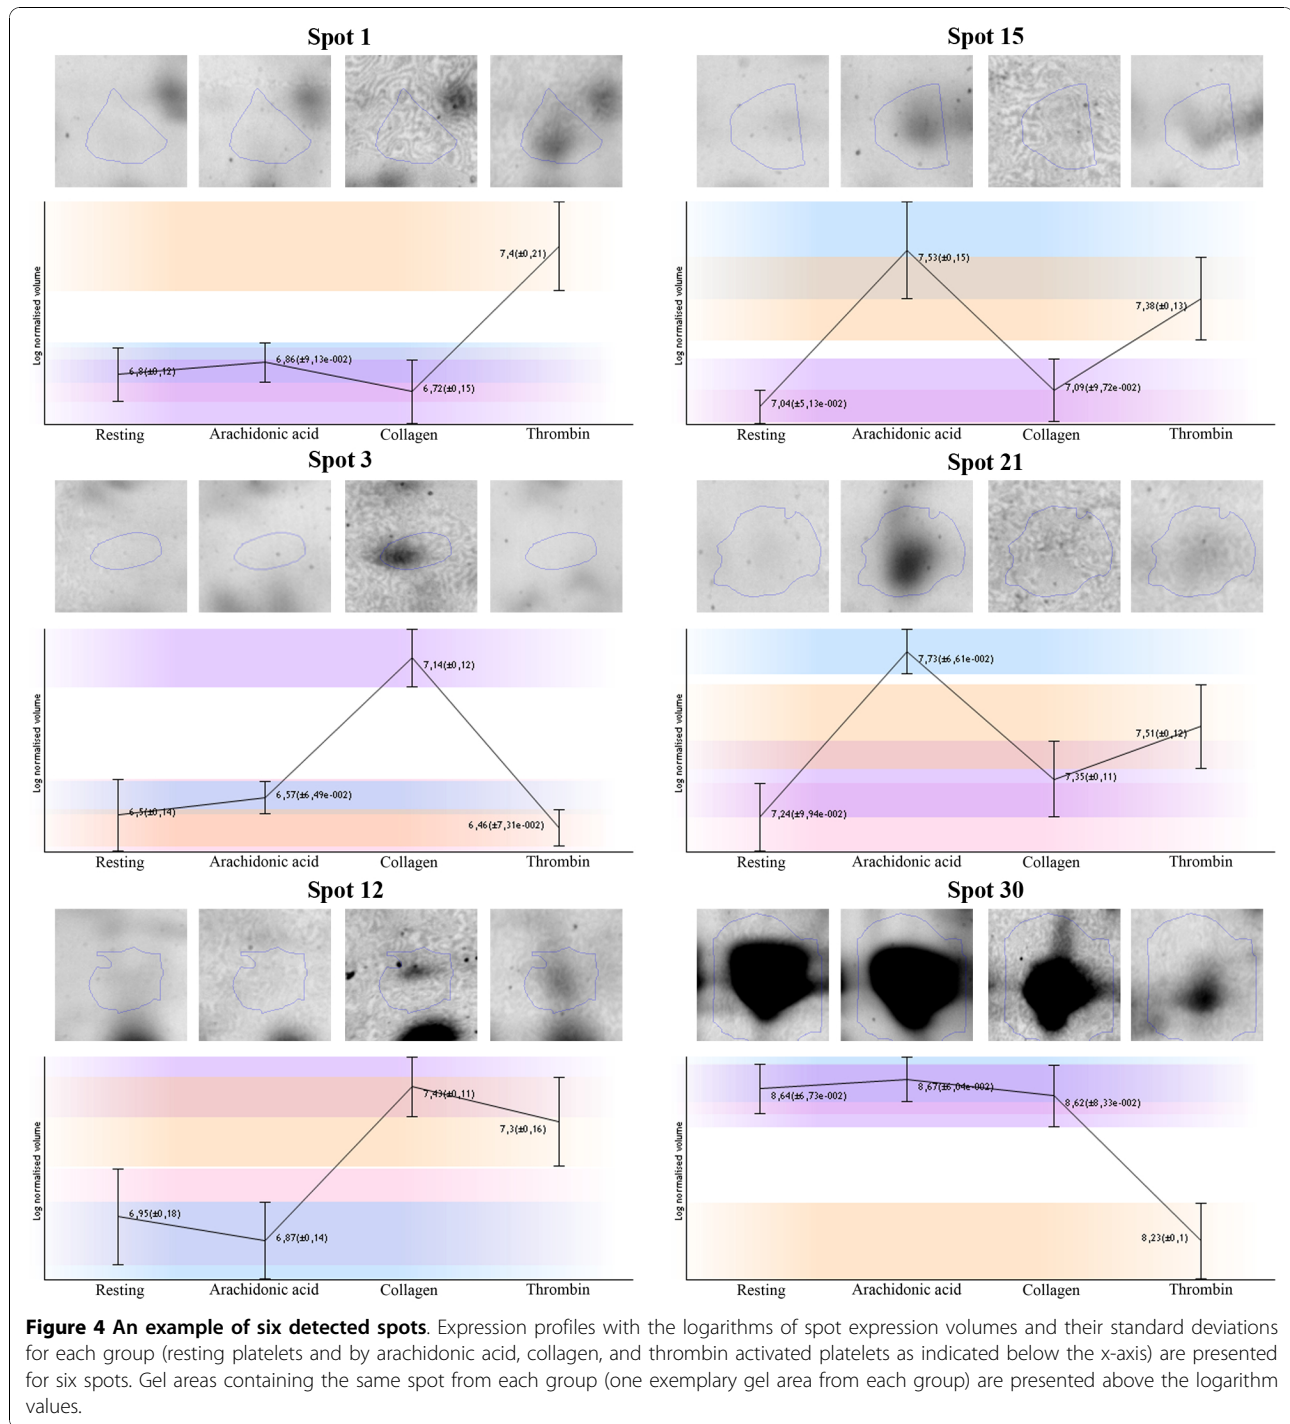 Spot 1
Log normalised volume
6,8(±0,12)
6,86(±9,13e-002)
6,72(±0,15)
7,4(±0,21)
Resting Arachidonic acid Collagen Thrombin
Spot 15
Log normalised volume
7,04(±5,13e-002)
7,53(±0,15)
7,09(±9,72e-002)
7,38(±0,13)
Resting Arachidonic acid Collagen Thrombin
Spot 3
Log normalised volume
6,5(±0,14)
6,57(±6,49e-002)
7,14(±0,12)
6,46(±7,31e-002)
Resting Arachidonic acid Collagen Thrombin
Spot 21
Log normalised volume
7,24(±9,94e-002)
7,73(±6,61e-002)
7,35(±0,11)
7,51(±0,12)
Resting Arachidonic acid Collagen Thrombin
Spot 12
Log normalised volume
6,95(±0,18)
6,87(±0,14)
7,43(±0,11)
7,3(±0,16)
Resting Arachidonic acid Collagen Thrombin
Spot 30
Log normalised volume
8,64(±6,73e-002)
8,67(±6,04e-002)
8,62(±8,33e-002)
8,23(±0,1)
Resting Arachidonic acid Collagen Thrombin
Figure 4 An example of six detected spots. Expression profiles with the logarithms of spot expression volumes and their standard deviations
for each group (resting platelets and by arachidonic acid, collagen, and thrombin activated platelets as indicated below the x-axis) are presented
for six spots. Gel areas containing the same spot from each group (one exemplary gel area from each group) are presented above the logarithm
values.